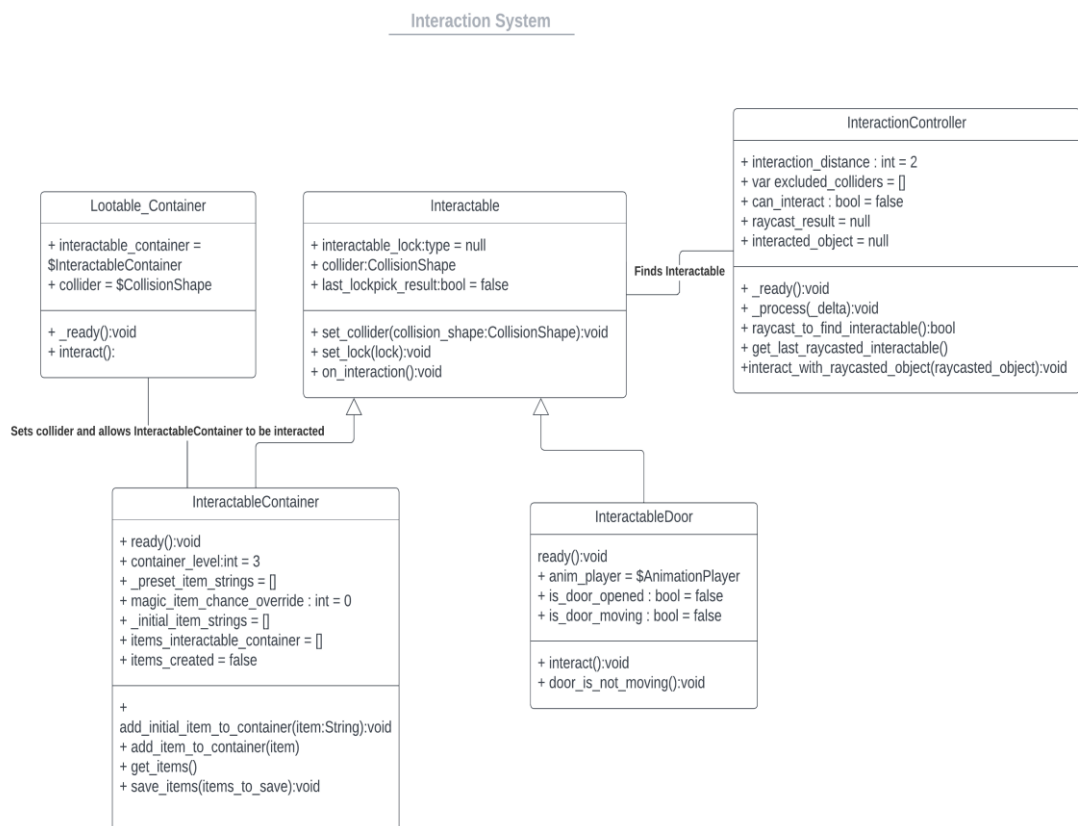 Interaction System
InteractionController
+ interaction_distance : int = 2
+ var excluded_colliders = []
+ can_interact : bool = false
+ raycast_result = null
+ interacted_object = null
+ _ready():void
+ _process(_delta):void
+ raycast_to_find_interactable():bool
+ get_last_raycasted_interactable()
+interact_with_raycasted_object(raycasted_object):void
Lootable_Container
+ interactable_container =
$InteractableContainer
+ collider = $CollisionShape
+ _ready():void
+ interact():
Interactable
+ interactable_lock:type = null
+ collider:CollisionShape
+ last_lockpick_result:bool = false
+ set_collider(collision_shape:CollisionShape):void
+ set_lock(lock):void
+ on_interaction():void
Finds Interactable
Sets collider and allows InteractableContainer to be interacted
InteractableContainer
+ ready():void
+ container_level:int = 3
+ _preset_item_strings = []
+ magic_item_chance_override : int = 0
+ _initial_item_strings = []
+ items_interactable_container = []
+ items_created = false
+
add_initial_item_to_container(item:String):void
+ add_item_to_container(item)
+ get_items()
+ save_items(items_to_save):void
InteractableDoor
ready():void
+ anim_player = $AnimationPlayer
+ is_door_opened : bool = false
+ is_door_moving : bool = false
+ interact():void
+ door_is_not_moving():void